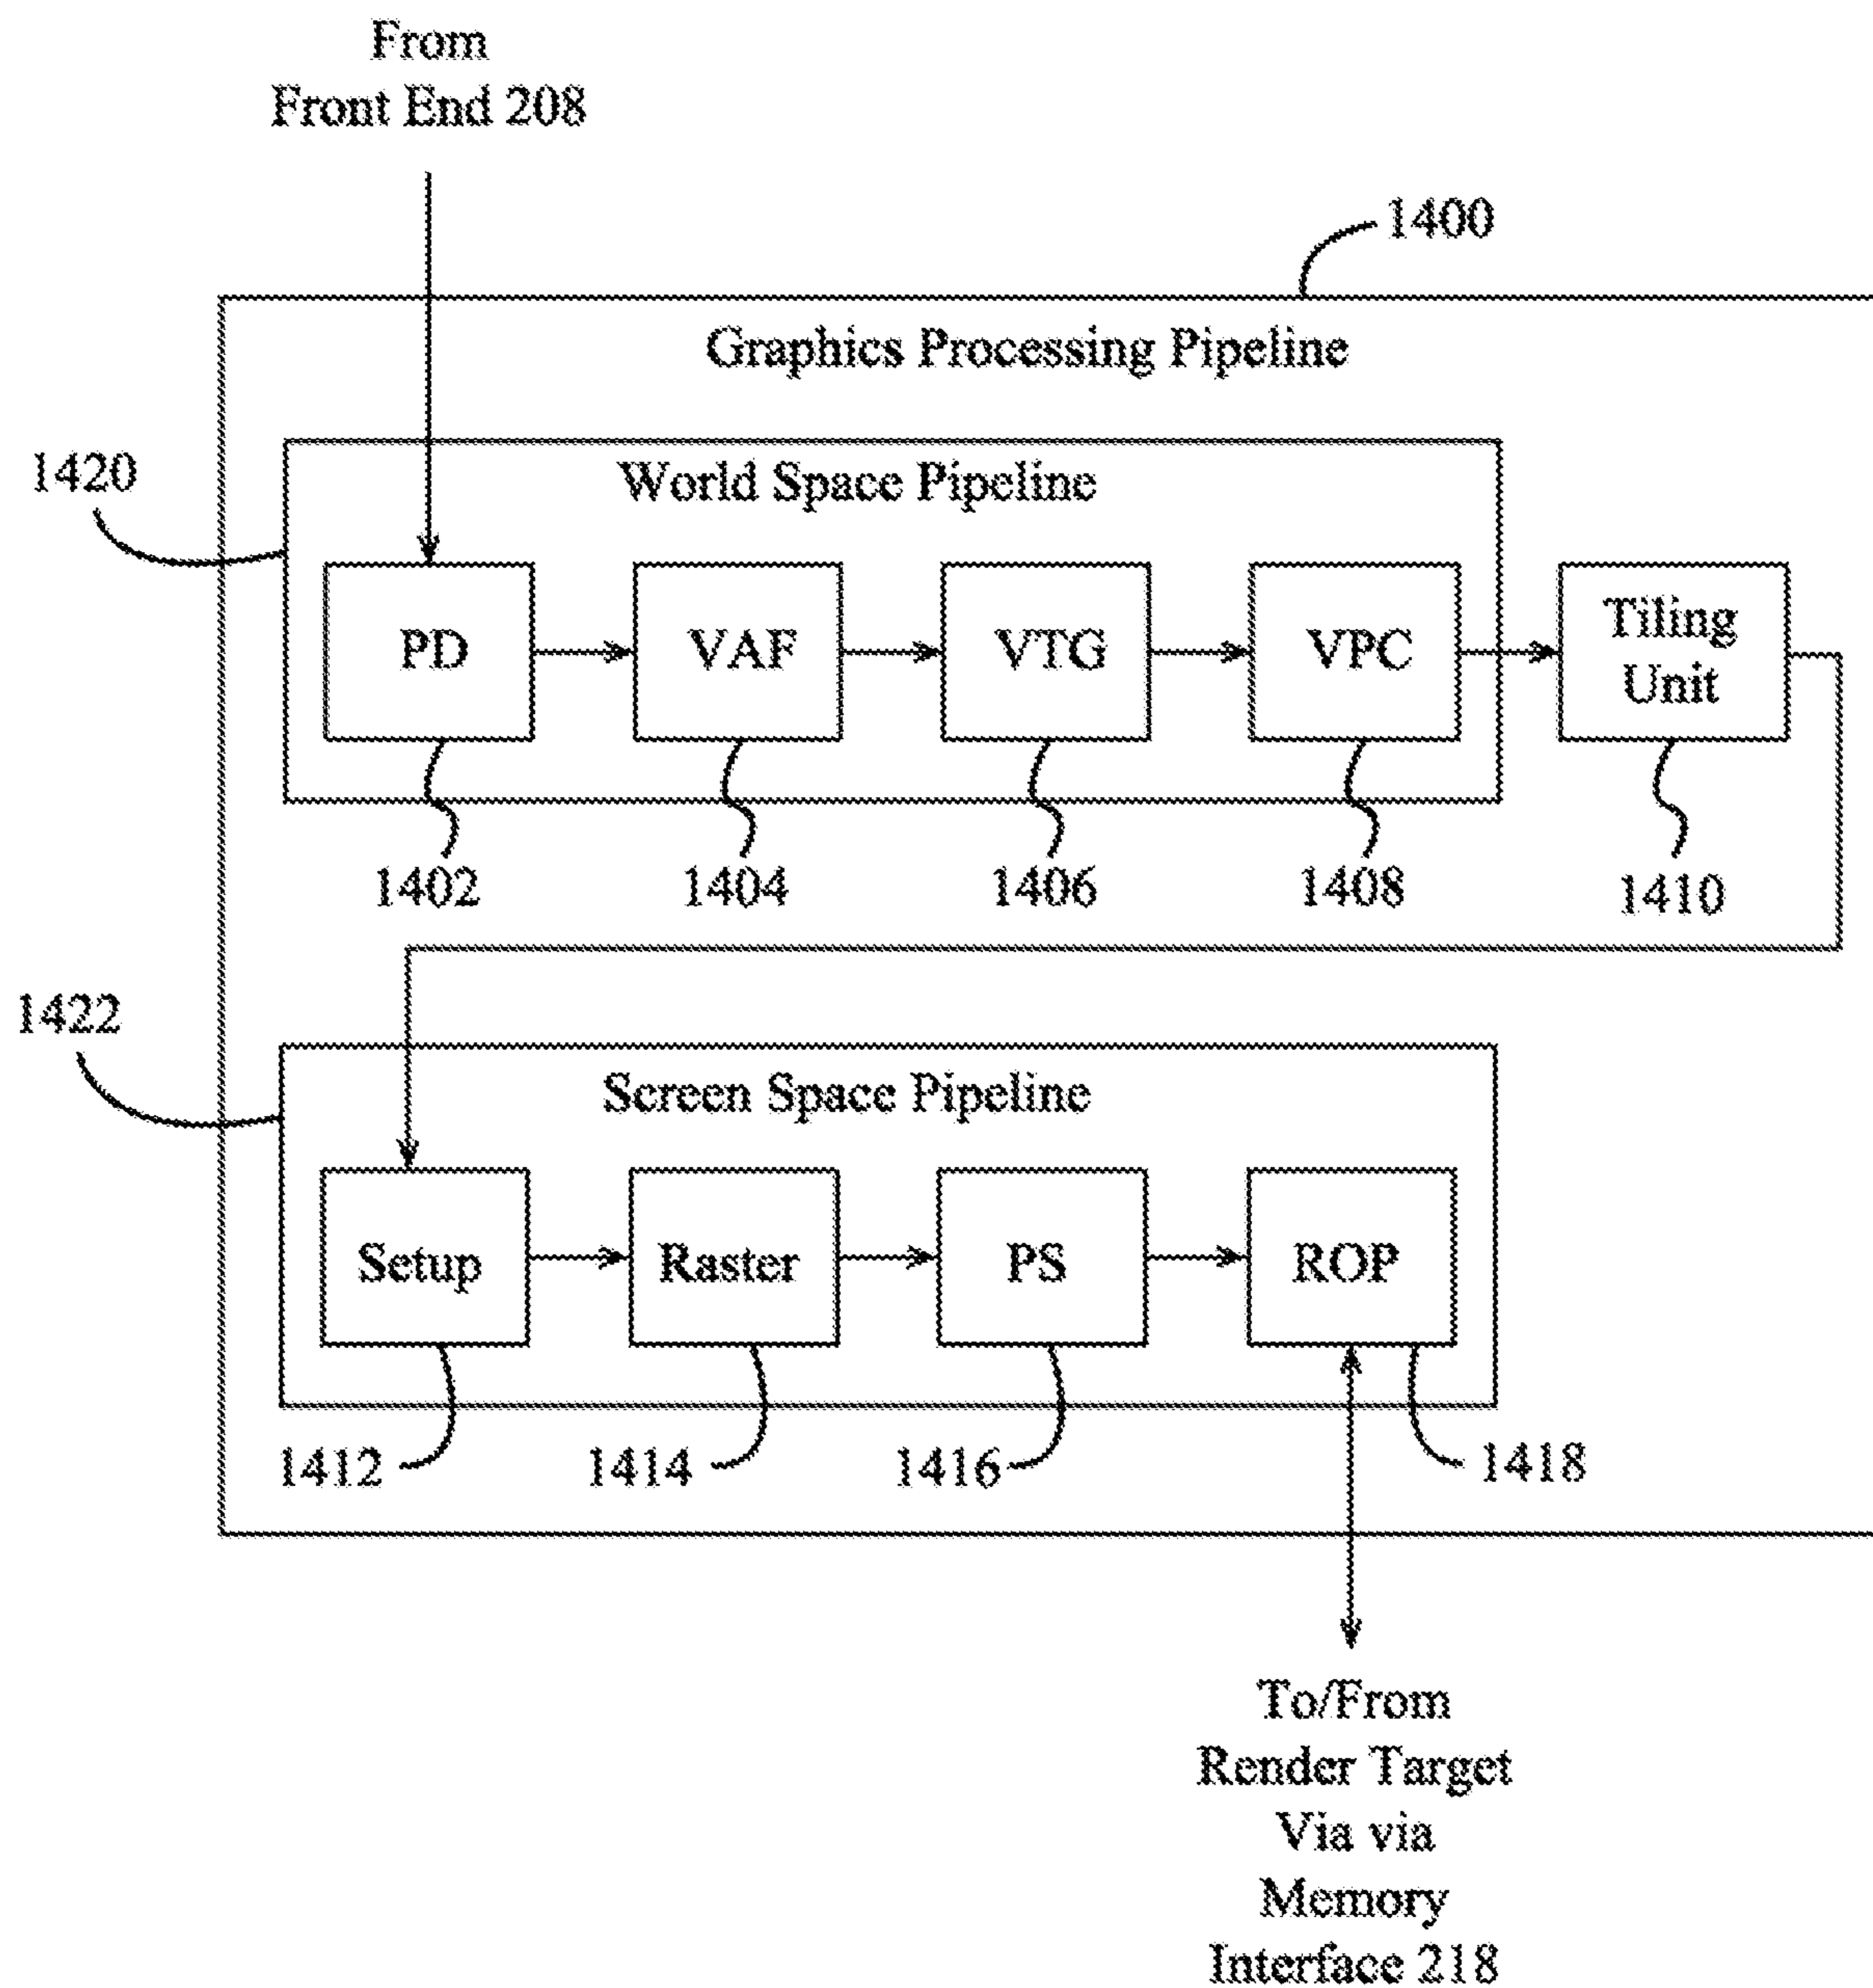 From
Front End 208
1400
Graphics Processing Pipeline
1420
World Space Pipeline
PD
VAF
VTG
VPC
Tiling
Unit
1402
1404
1406
1408
1410
1422
Screen Space Pipeline
Setup
Raster
PS
ROP
1412
1414
1416
1418
To/From
Render Target
Via via
Memory
Interface 218